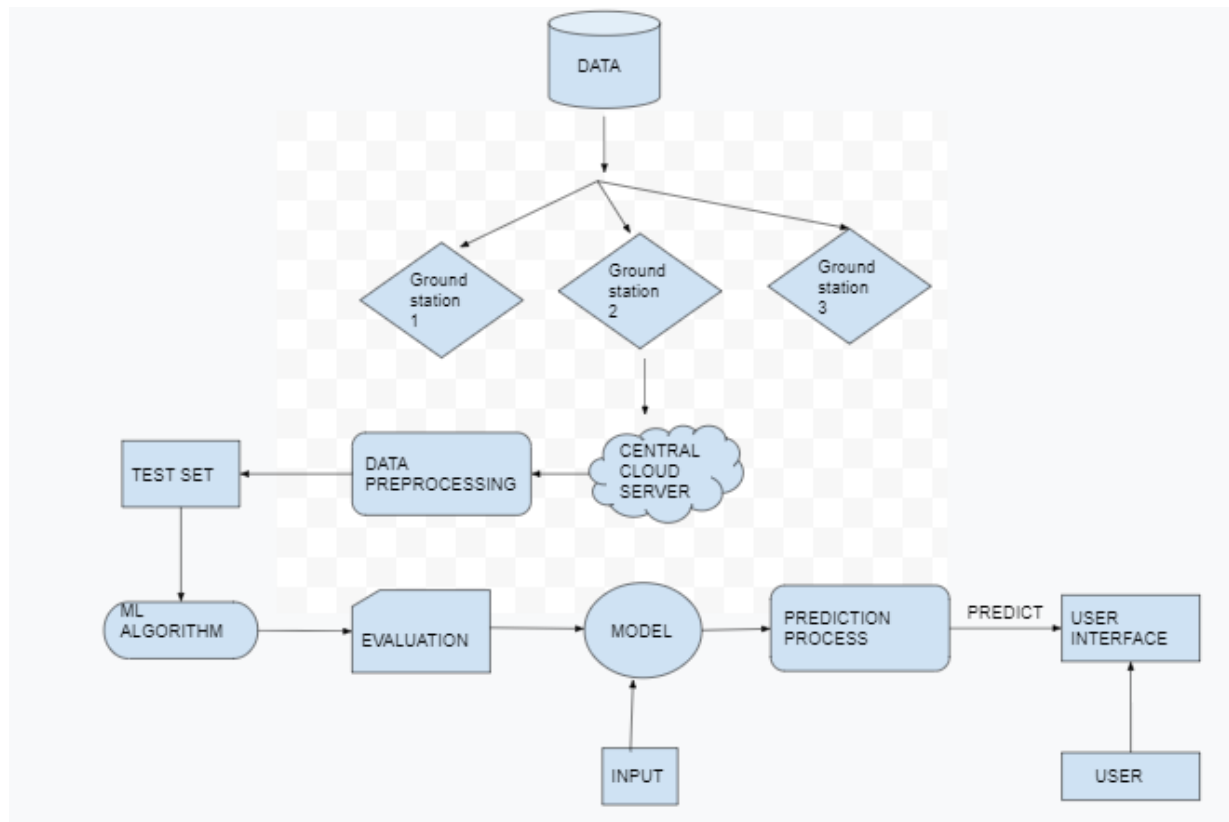 DATA
Ground
station
1
Ground
station
2
Ground
station
3
TEST SET
DATA
PREPROCESSING
CENTRAL
CLOUD
SERVER
ML
ALGORITHM
EVALUATION
MODEL
PREDICTION
PROCESS
PREDICT
USER
INTERFACE
INPUT
USER